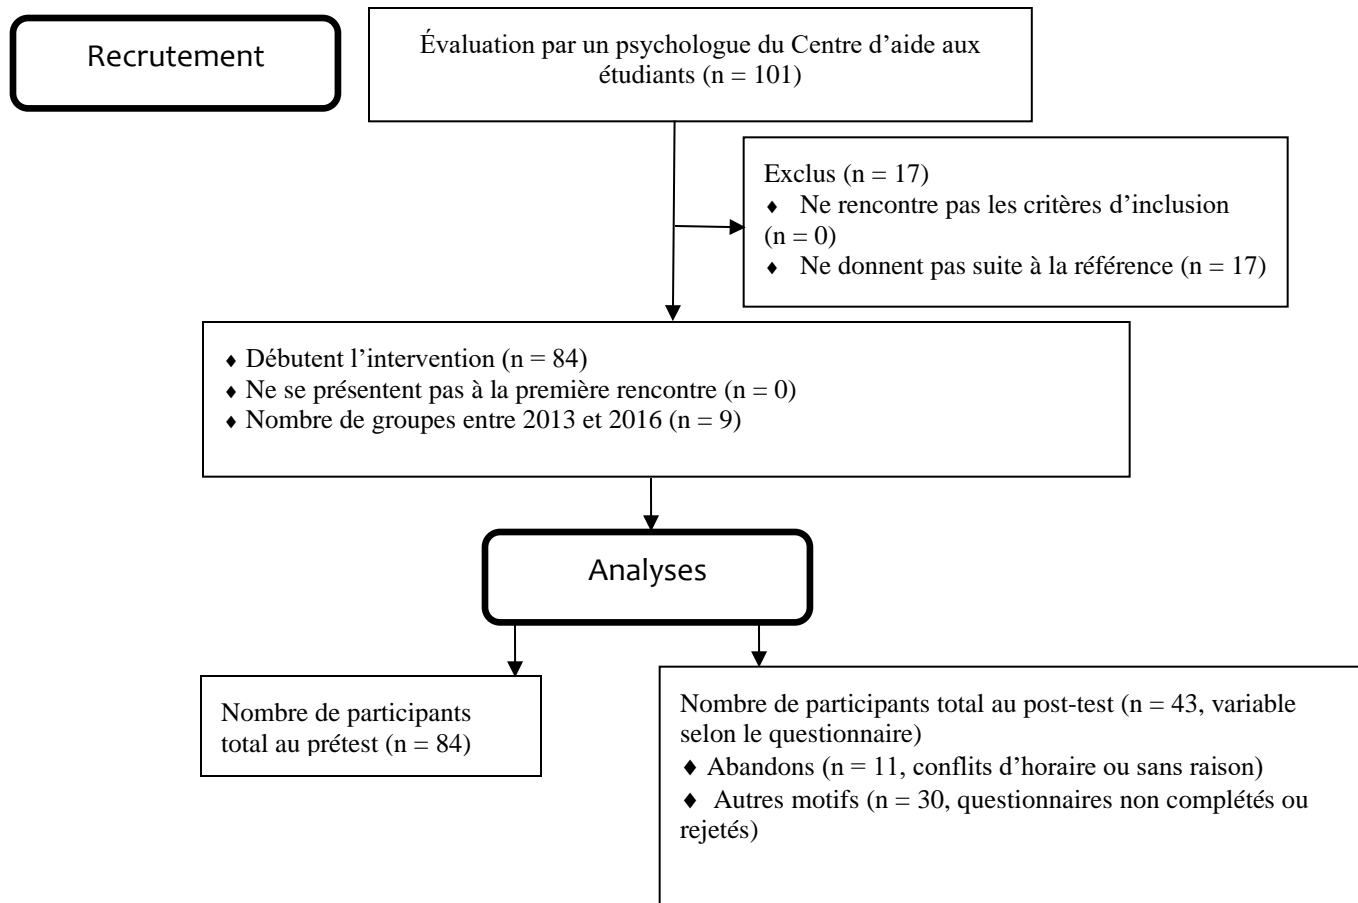 Recrutement
Évaluation par un psychologue du Centre d’aide aux
étudiants (n = 101)
Exclus (n = 17)
♦ Ne rencontre pas les critères d’inclusion
(n = 0)
♦ Ne donnent pas suite à la référence (n = 17)
♦ Débutent l’intervention (n = 84)
♦ Ne se présentent pas à la première rencontre (n = 0)
♦ Nombre de groupes entre 2013 et 2016 (n = 9)
Analyses
Nombre de participants
total au prétest (n = 84)
Nombre de participants total au post-test (n = 43, variable
selon le questionnaire)
♦ Abandons (n = 11, conflits d’horaire ou sans raison)
♦ Autres motifs (n = 30, questionnaires non complétés ou
rejetés)